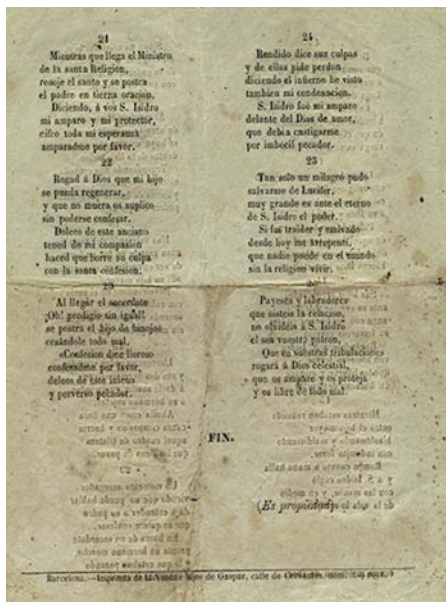 21
Mientras que llega el Ministro
de la santa Religion,
recoje el santo y se postra
el padre en tierna oracion.
Diciendo, á vos S. Isidro
mi amparo y mi protector,
cifro toda mi esperanza
amparadme por favor.
22
Rogad á Dios que mi hijo
se pueda regenerar,
y que no muera os suplico
sin poderse confesar.
Doleos de este anciano
tened de mi compasion
haced que borre su culpa
con la santa confesion.
23
Al llegar el sacerdote
¡Oh! prodigio sin igual!
se postra el hijo de hinojos
cesándole todo mal.
«Confesion dice lloroso
confesadme por favor,
doleos de este inicuo
y perverso pecador.
24
Rendido dice sus culpas
y de ellas pide perdon
diciendo el infierno he visto
tambien mi condenacion.
S. Isidro fué mi amparo
delante del Dios de amor,
que debia castigarme
por imbécil pecador.
25
Tan solo un milagro pudo
salvarme de Lucifer,
muy grande es ante el eterno
de S. Isidro el poder.
Si fui traidor y malvado
desde hoy me arrepentí,
que nadie puede en el mundo
sin la religion vivir.
Payeses y labradores
que oisteis la relacion,
no olvideis á S. Isidro
el sea vuestro patron,
Que en vuestras tribulaciones
rogará á Dios celestial,
que os ampare y os proteja
y os libre de todo mal.
FIN.
(Es propiedad)
Barcelona.—Imprenta de la Viuda é hijos de Gaspar, calle de Cervantes, núm.